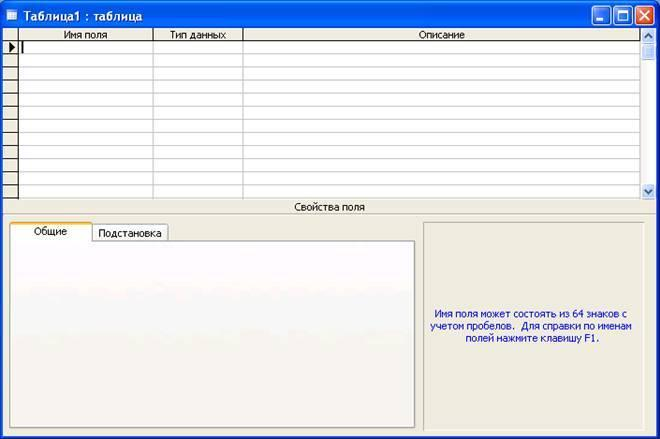 Таблица1 : таблица
Имя поля Тип данных Описание
Свойства поля
Общие Подстановка
Имя поля может состоять из 64 знаков с
учетом пробелов. Для справки по именам
полей нажмите клавишу F1.